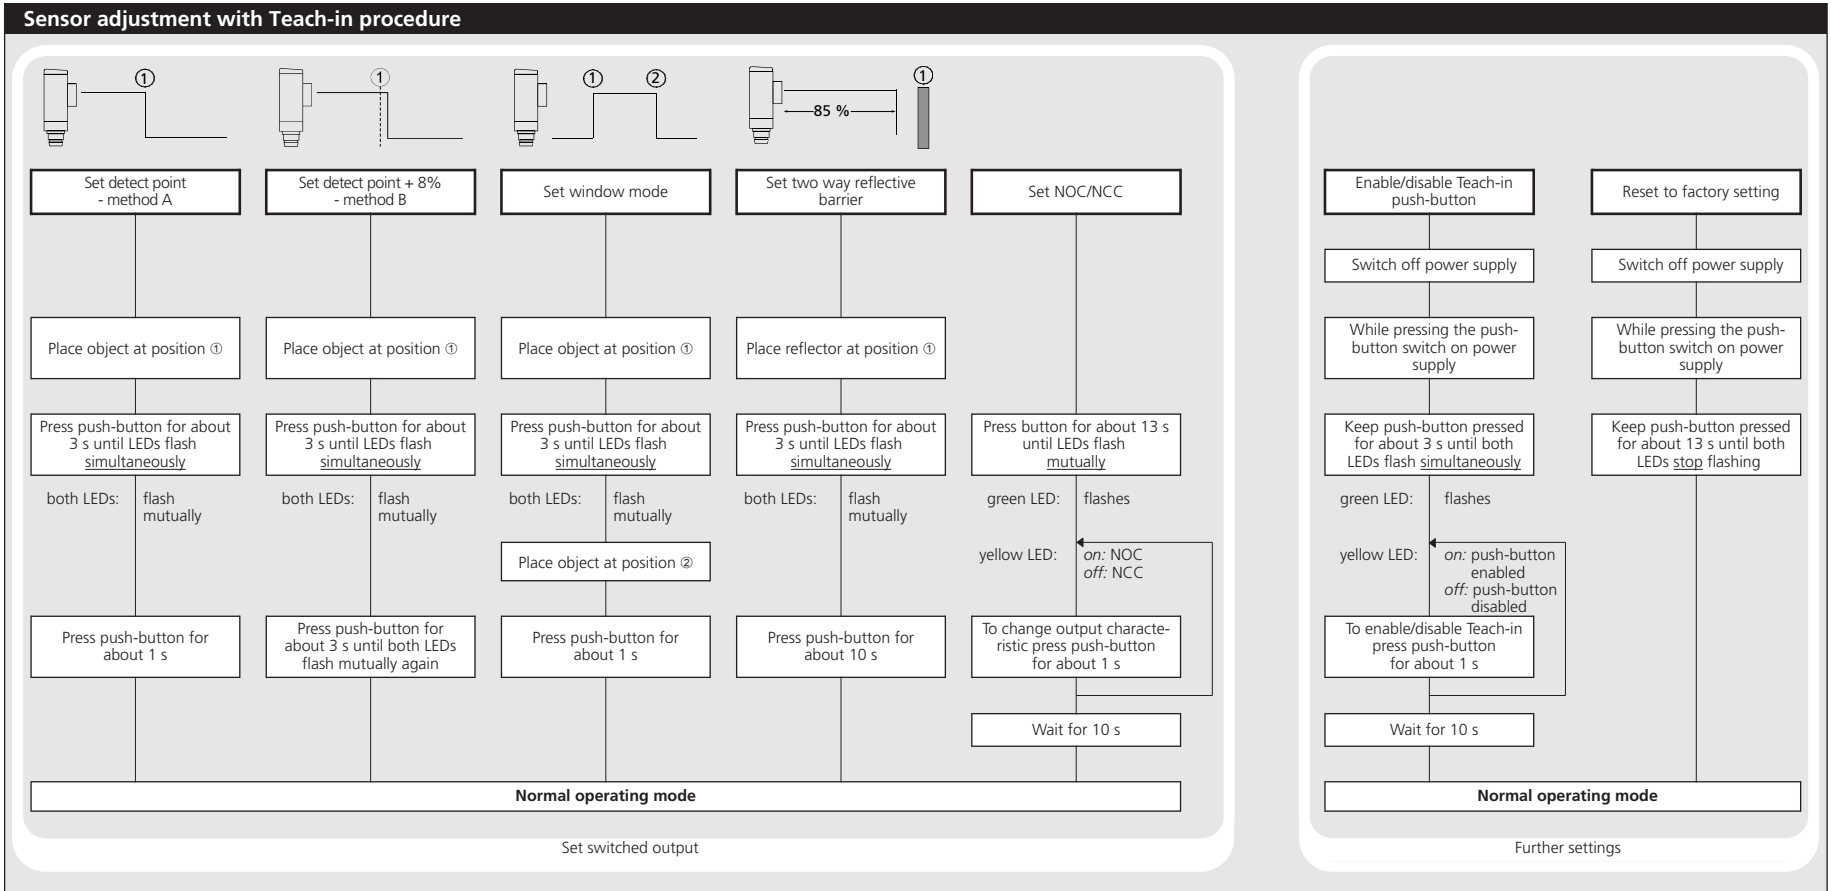 Sensor adjustment with Teach-in procedure
①
①
① ②
①
85 %
Set detect point
- method A
Place object at position ①
Press push-button for about
3 s until LEDs flash
simultaneously
both LEDs: flash
mutually
Press push-button for
about 1 s
Set detect point + 8%
- method B
Place object at position ①
Press push-button for about
3 s until LEDs flash
simultaneously
both LEDs: flash
mutually
Press push-button for
about 3 s until both LEDs
flash mutually again
Set window mode
Place object at position ①
Press push-button for about
3 s until LEDs flash
simultaneously
both LEDs: flash
mutually
Place object at position ②
Press push-button for
about 1 s
Set two way reflective
barrier
Place reflector at position ①
Press push-button for about
3 s until LEDs flash
simultaneously
both LEDs: flash
mutually
Press push-button for
about 10 s
Set NOC/NCC
Press button for about 13 s
until LEDs flash
mutually
green LED: flashes
yellow LED: on: NOC
off: NCC
To change output characte-
ristic press push-button
for about 1 s
Wait for 10 s
Normal operating mode
Set switched output
Enable/disable Teach-in
push-button
Switch off power supply
While pressing the push-
button switch on power
supply
Keep push-button pressed
for about 3 s until both
LEDs flash simultaneously
green LED: flashes
yellow LED: on: push-button
enabled
off: push-button
disabled
To enable/disable Teach-in
press push-button
for about 1 s
Wait for 10 s
Reset to factory setting
Switch off power supply
While pressing the push-
button switch on power
supply
Keep push-button pressed
for about 13 s until both
LEDs stop flashing
Normal operating mode
Further settings